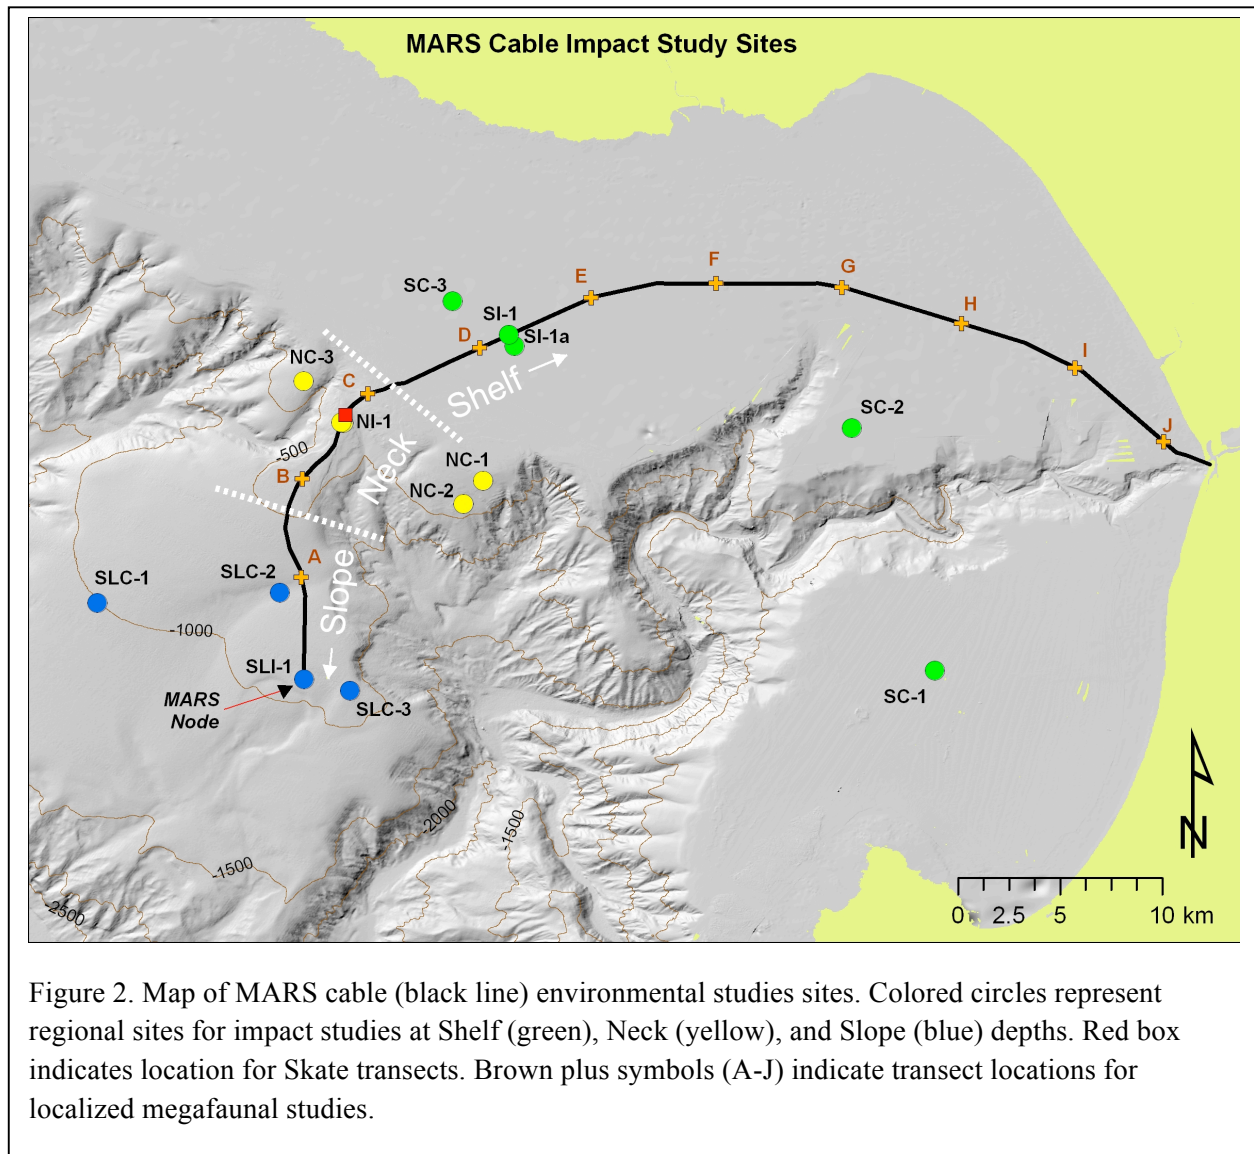 MARS Cable Impact Study Sites
F
E
G
SC-3
H
SI-1
D
SI-1a
NC-3
Shelf
I
C
SC-2
NI-1
J
-500
Neck
NC-1
B
NC-2
A
SLC-2
SLC-1
Slope
-1000
SLI-1
SC-1
MARS
Node
SLC-3
-2000
-1500
N
-1500
-2500
0 2.5 5 10 km
Figure 2. Map of MARS cable (black line) environmental studies sites. Colored circles represent
regional sites for impact studies at Shelf (green), Neck (yellow), and Slope (blue) depths. Red box
indicates location for Skate transects. Brown plus symbols (A-J) indicate transect locations for
localized megafaunal studies.